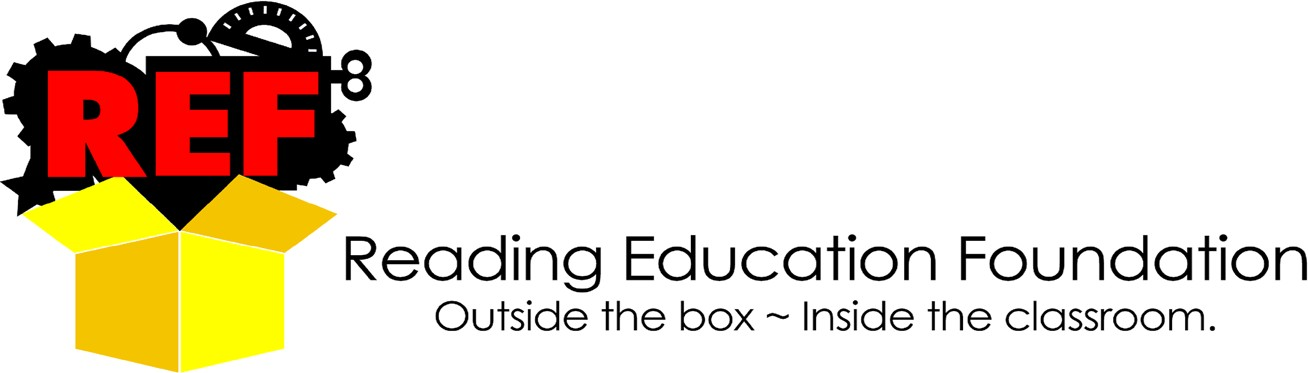 REF
Reading Education Foundation
Outside the box ~ Inside the classroom.